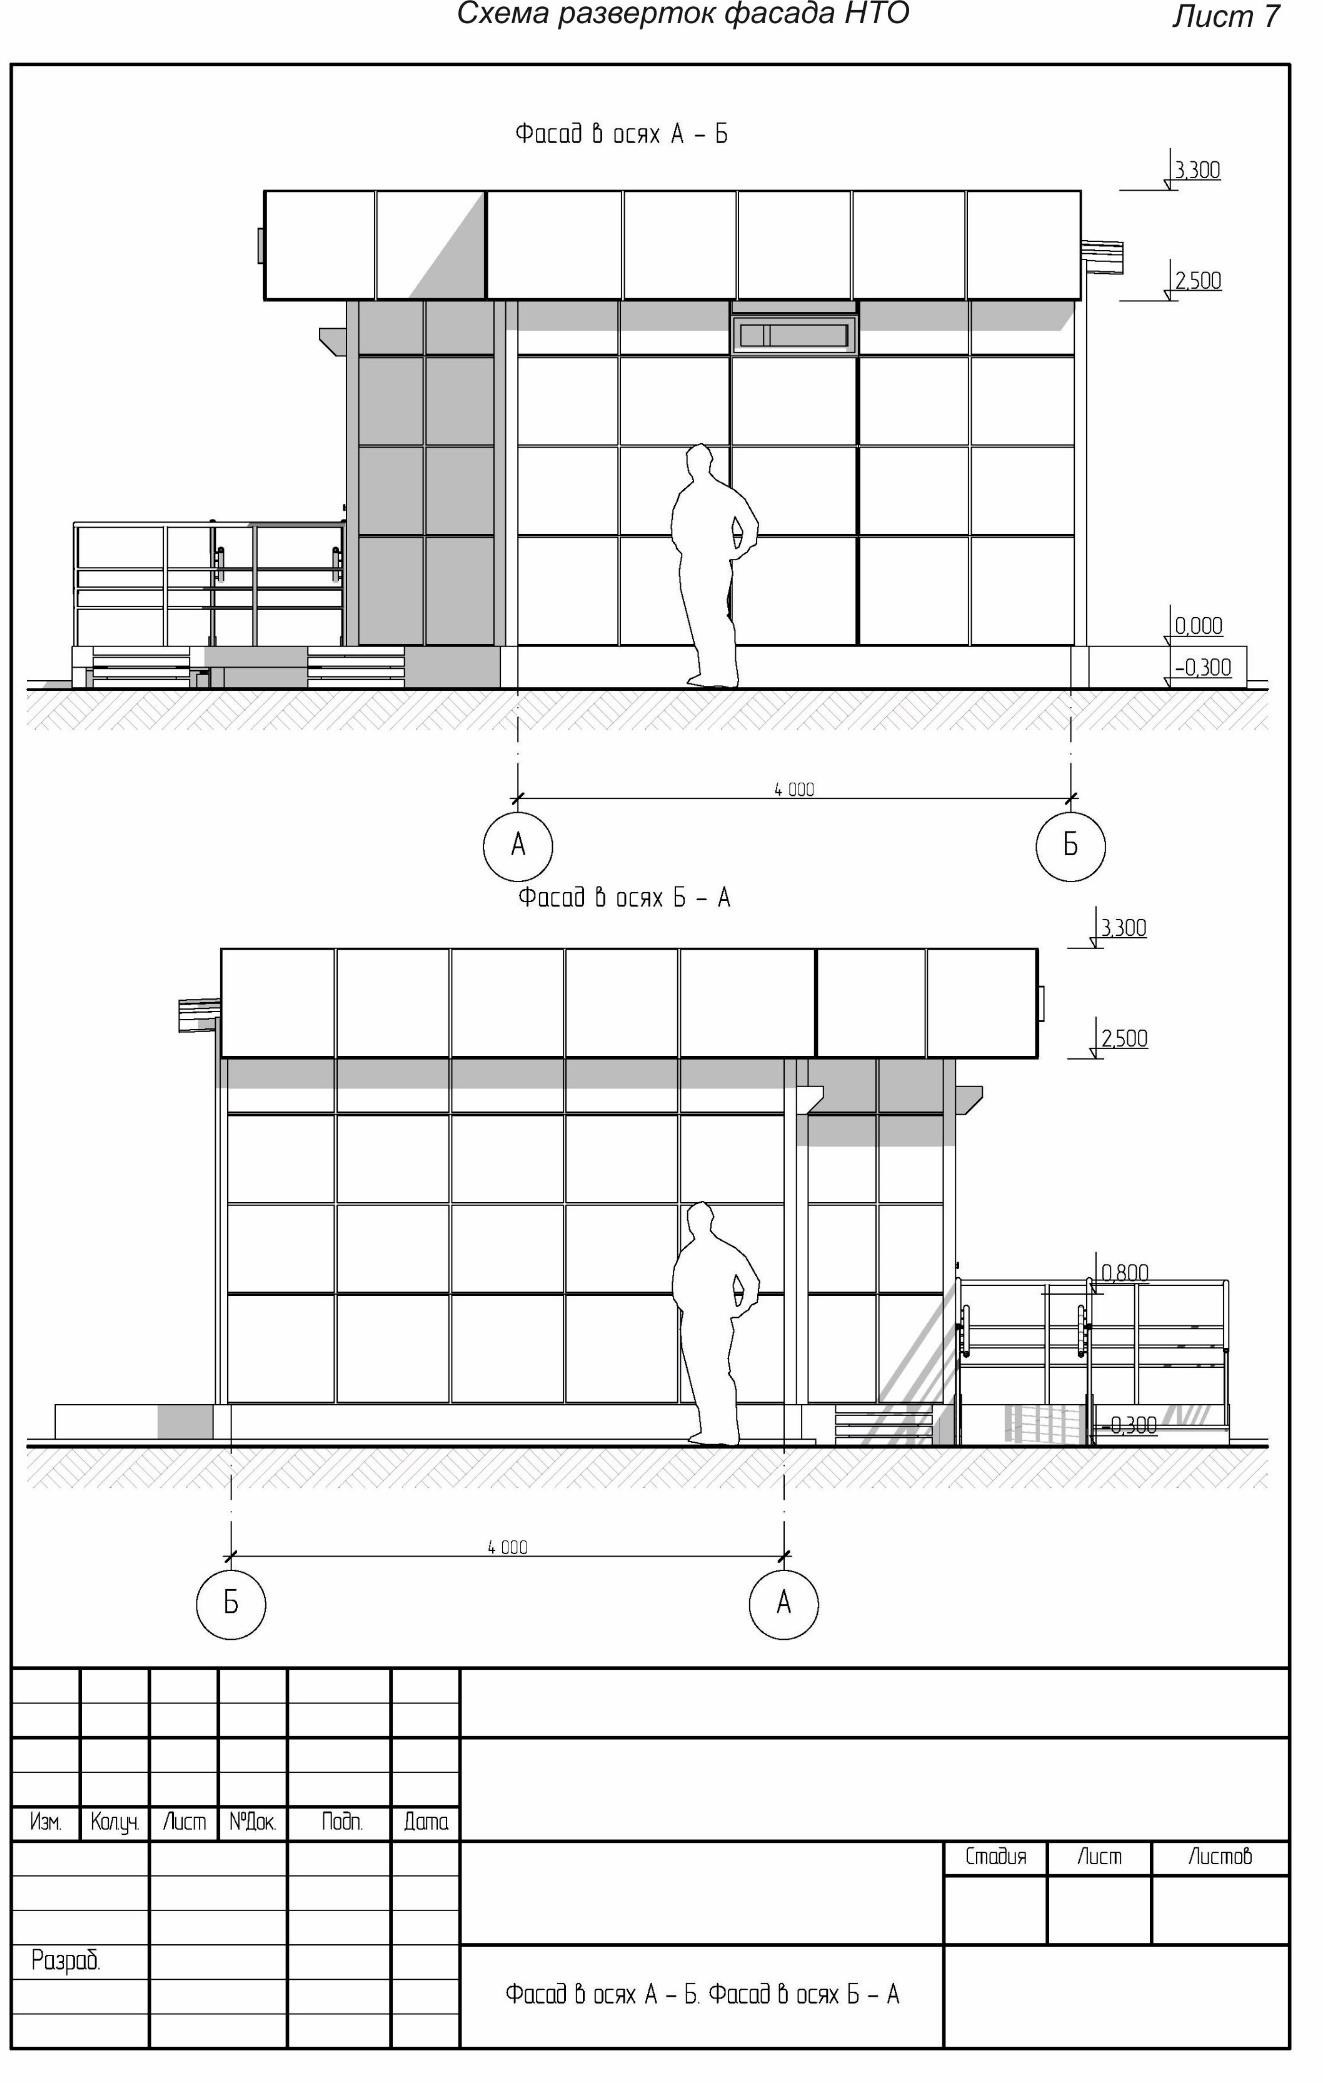 Схема разверток фасада НТО Лист 7
Фасад в осях А – Б
3,300
2,500
0,000
-0,300
4 000
А Б
Фасад в осях Б – А
3,300
2,500
0,800
-0,300
4 000
Б А
Изм. Кол.уч. Лист №Док. Подп. Дата
Стадия Лист Листов
Разраб.
Фасад в осях А – Б. Фасад в осях Б – А